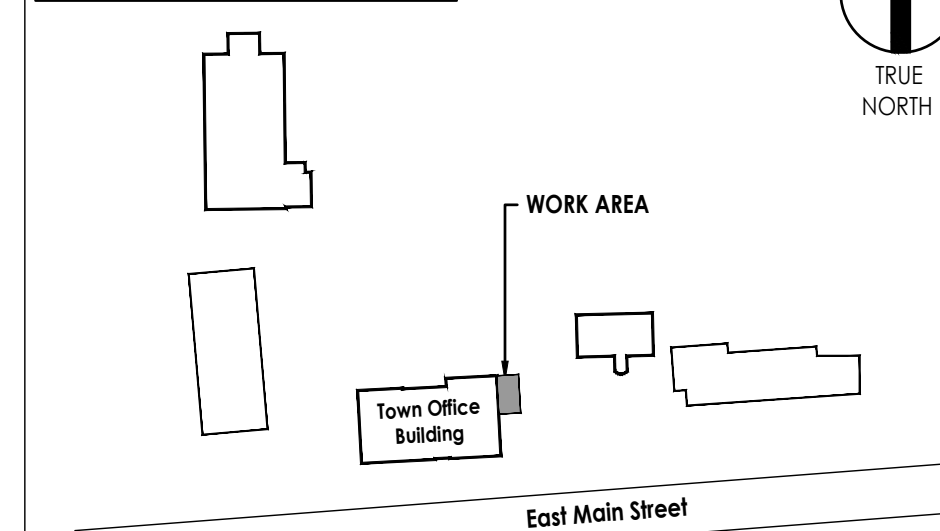 TRUE
NORTH
WORK AREA
Town Office
Building
East Main Street